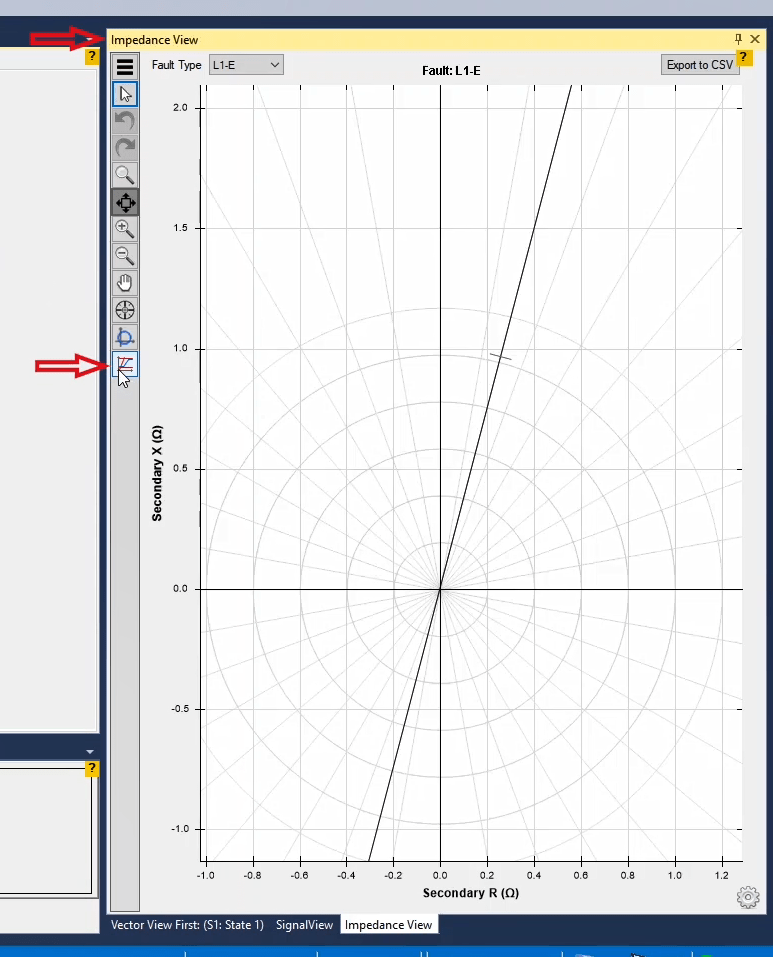 Impedance View
?
?
Fault Type L1-E Export to CSV
Fault: L1-E
2.0
1.5
1.0
0.5
0.0
-0.5
-1.0
Secondary X (Ω)
?
-1.0 -0.8 -0.6 -0.4 -0.2 0.0 0.2 0.4 0.6 0.8 1.0 1.2
Secondary R (Ω)
Vector View First: (S1: State 1) SignalView Impedance View